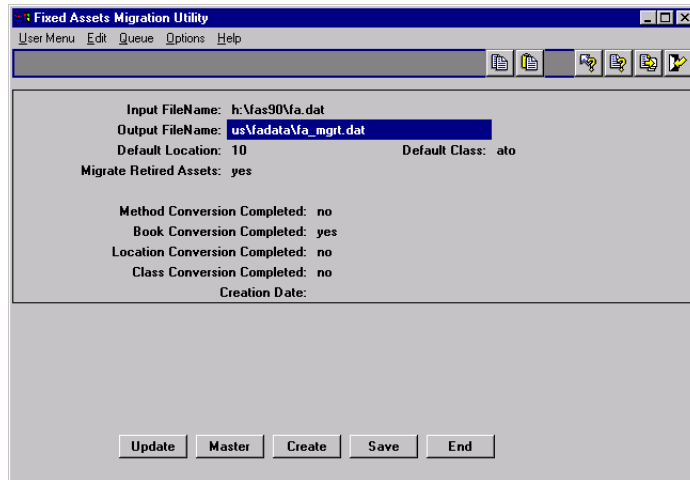 Fixed Assets Migration Utility
User Menu Edit Queue Options Help
Input FileName: h:\fas90\fa.dat
Output FileName: us\fadata\fa_mgrt.dat
Default Location: 10 Default Class: ato
Migrate Retired Assets: yes
Method Conversion Completed: no
Book Conversion Completed: yes
Location Conversion Completed: no
Class Conversion Completed: no
Creation Date:
Update Master Create Save End